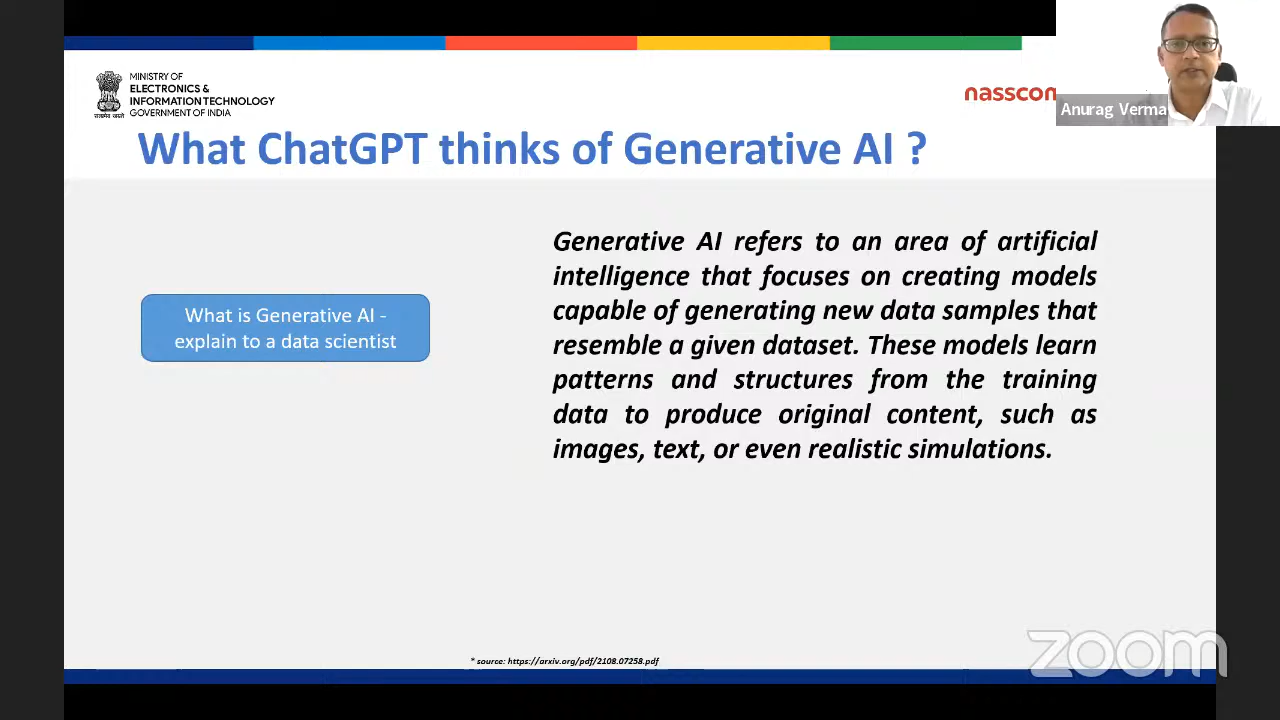 MINISTRY OF
ELECTRONICS &
INFORMATION TECHNOLOGY
GOVERNMENT OF INDIA
सत्यमेव जयते
nasscom
Anurag Verma
What ChatGPT thinks of Generative AI ?
What is Generative AI -
explain to a data scientist
Generative AI refers to an area of artificial
intelligence that focuses on creating models
capable of generating new data samples that
resemble a given dataset. These models learn
patterns and structures from the training
data to produce original content, such as
images, text, or even realistic simulations.
* source: https://arxiv.org/pdf/2108.07258.pdf
zoom